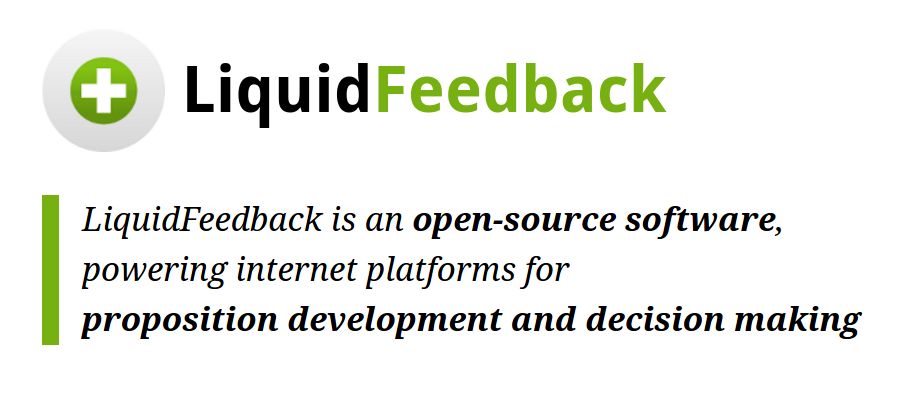 LiquidFeedback
LiquidFeedback is an open-source software,
powering internet platforms for
proposition development and decision making